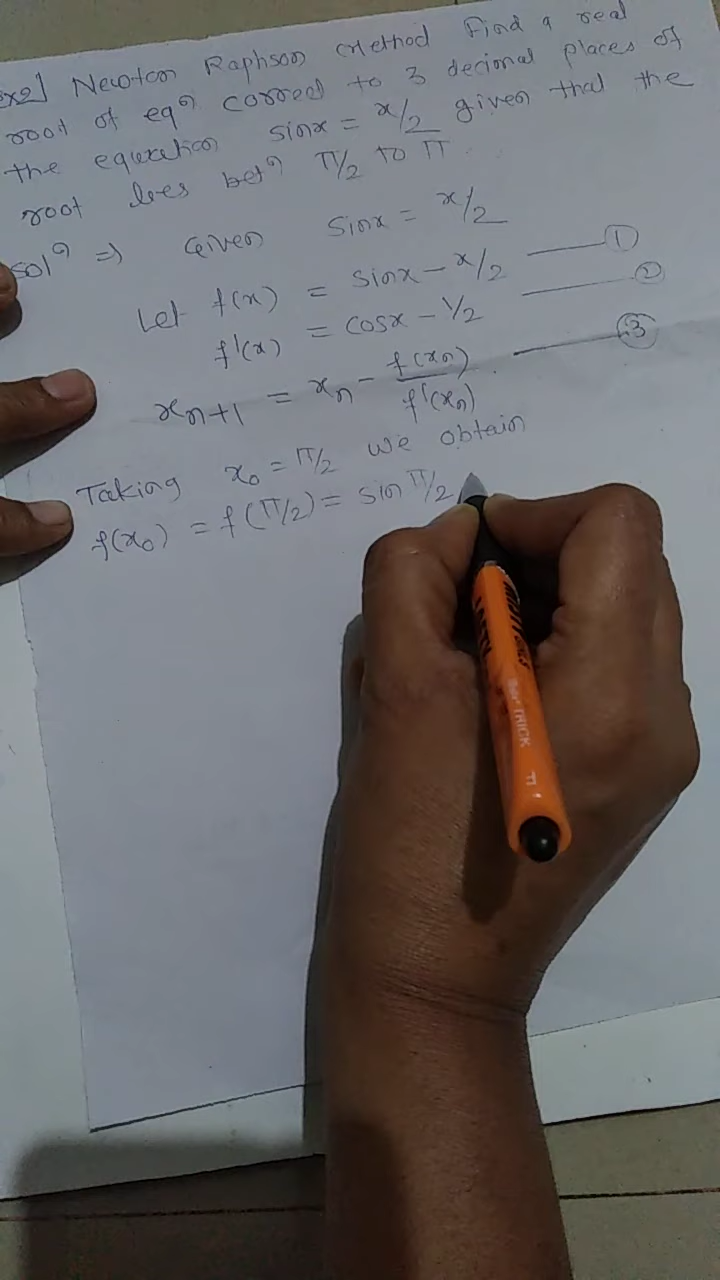 Ex2] Newton Raphson Method Find a real
root of eqn correct to 3 decimal places of
the equation sinx = x/2 given that the
root lies betn π/2 to π.
soln ⇒ Given sinx = x/2
Let f(x) = sinx - x/2 ①
f'(x) = cosx - 1/2 ②
xn+1 = xn - f(xn)/f'(xn) ③
Taking x0 = π/2 we obtain
f(x0) = f(π/2) = sin π/2